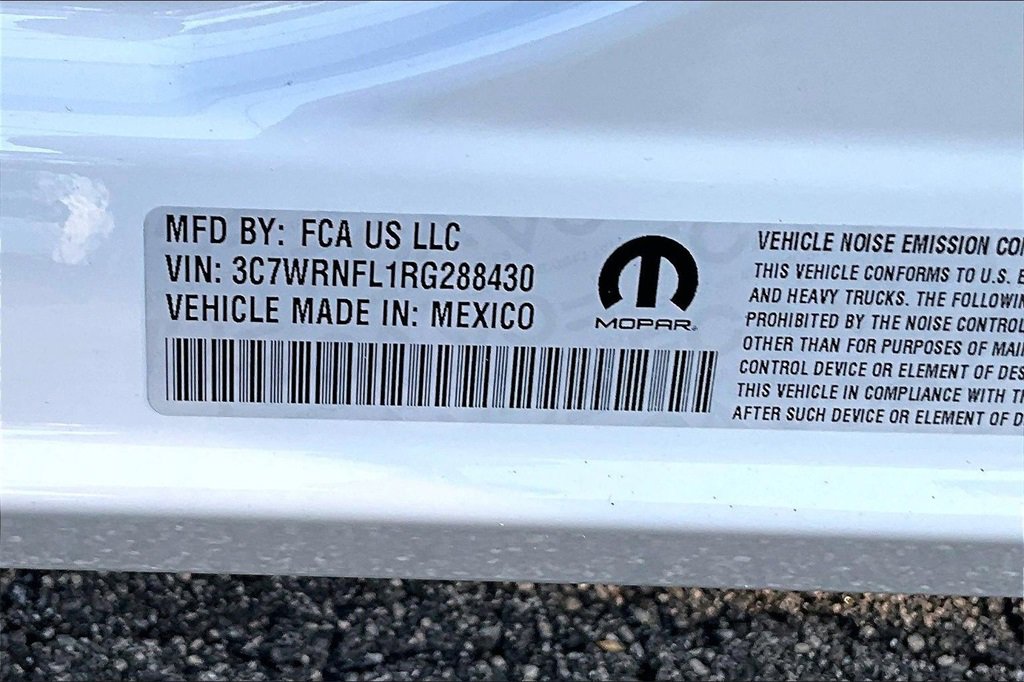 MFD BY: FCA US LLC
VIN: 3C7WRNFL1RG288430
VEHICLE MADE IN: MEXICO
MOPAR
VEHICLE NOISE EMISSION
THIS VEHICLE CONFORMS TO U.S.
AND HEAVY TRUCKS. THE
PROHIBITED BY THE NOISE CONTROL
OTHER THAN FOR PURPOSES OF
CONTROL DEVICE OR ELEMENT OF
THIS VEHICLE IN COMPLIANCE WITH
AFTER SUCH DEVICE OR ELEMENT OF